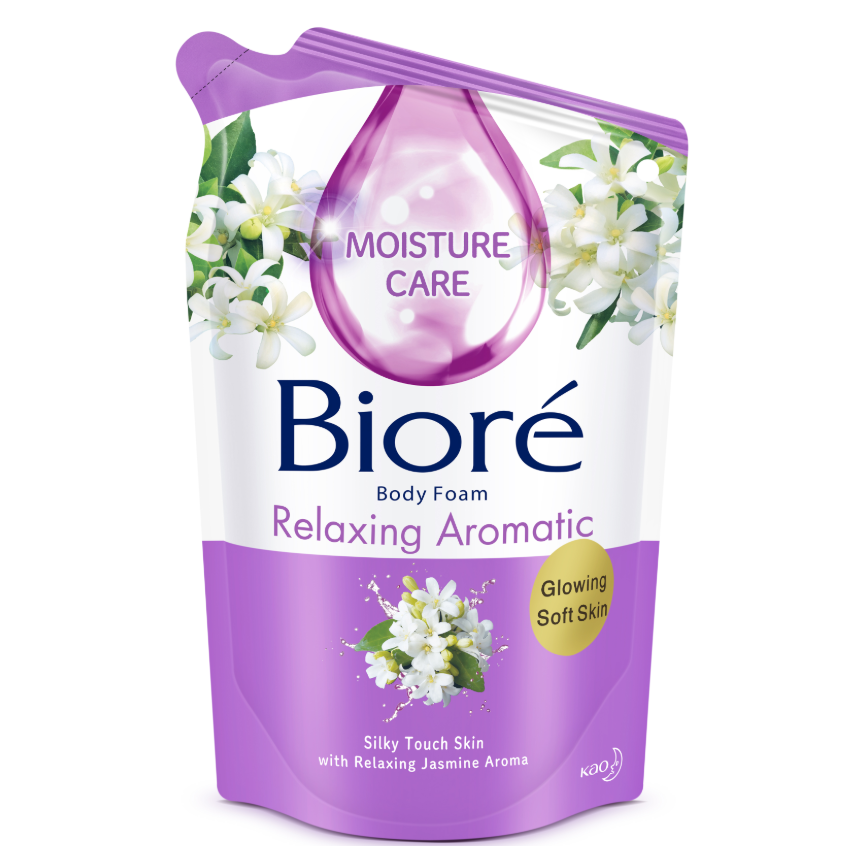 MOISTURE
CARE
Bioré
Body Foam
Relaxing Aromatic
Glowing
Soft Skin
Silky Touch Skin
with Relaxing Jasmine Aroma
Kao